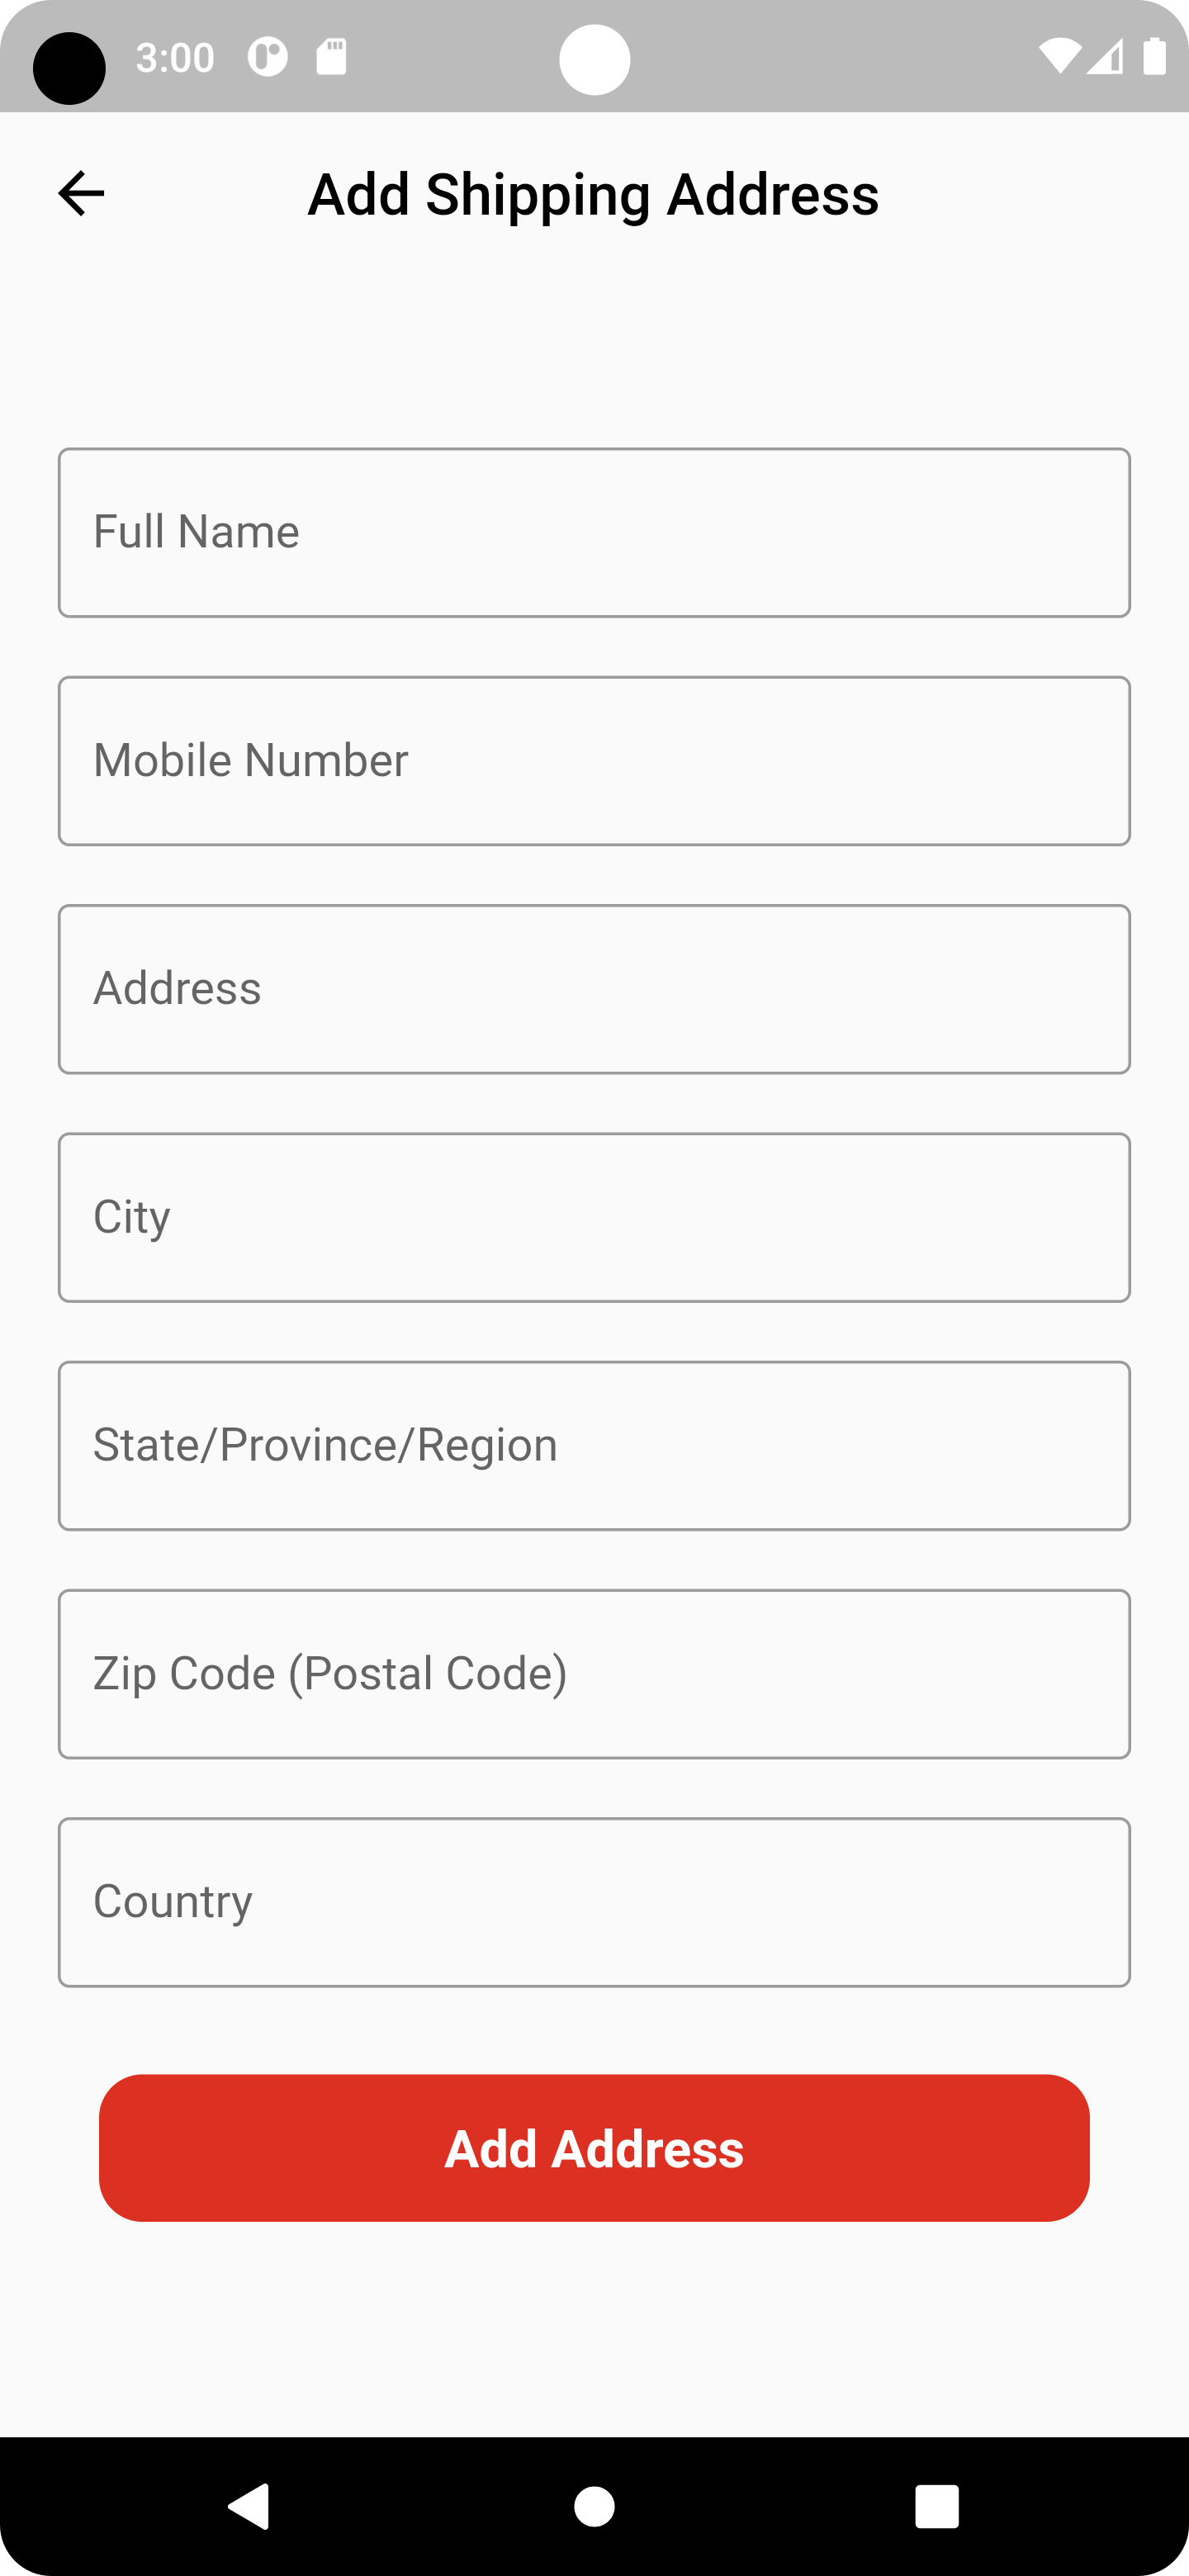 3:00
Add Shipping Address
Full Name
Mobile Number
Address
City
State/Province/Region
Zip Code (Postal Code)
Country
Add Address